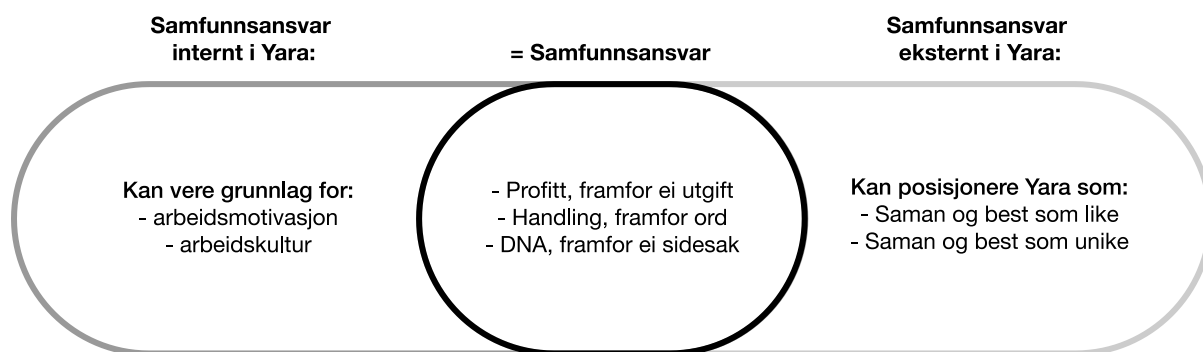 Samfunnsansvar
internt i Yara:
= Samfunnsansvar
Samfunnsansvar
eksternt i Yara:
Kan vere grunnlag for:
- arbeidsmotivasjon
- arbeidskultur
- Profitt, framfor ei utgift
- Handling, framfor ord
- DNA, framfor ei sidesak
Kan posisjonere Yara som:
- Saman og best som like
- Saman og best som unike